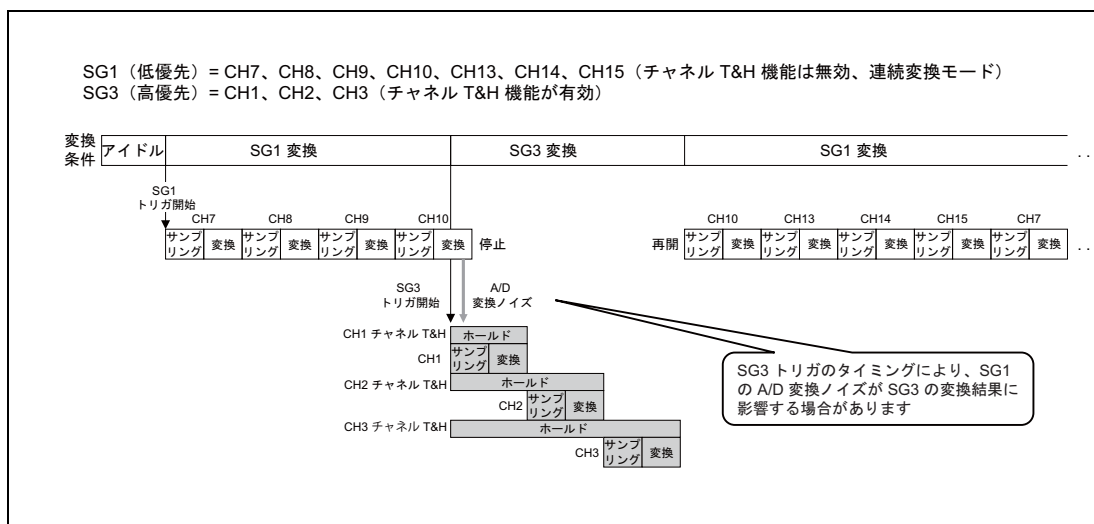 SG1（低優先）= CH7、CH8、CH9、CH10、CH13、CH14、CH15（チャネル T&H 機能は無効、連続変換モード）
SG3（高優先）= CH1、CH2、CH3（チャネル T&H 機能が有効）
変換
条件
アイドル
SG1 変換
SG3 変換
SG1 変換
. .
SG1
トリガ開始
CH7
CH8
CH9
CH10
CH10
CH13
CH14
CH15
CH7
サンプ
リング
変換
サンプ
リング
変換
サンプ
リング
変換
サンプ
リング
変換
停止
再開
サンプ
リング
変換
サンプ
リング
変換
サンプ
リング
変換
サンプ
リング
変換
サンプ
リング
変換
. . .
SG3
トリガ開始
A/D
変換ノイズ
CH1 チャネル T&H
ホールド
CH1
サンプ
リング
変換
CH2 チャネル T&H
ホールド
CH2
サンプ
リング
変換
CH3 チャネル T&H
ホールド
CH3
サンプ
リング
変換
SG3 トリガのタイミングにより、SG1
の A/D 変換ノイズが SG3 の変換結果に
影響する場合があります